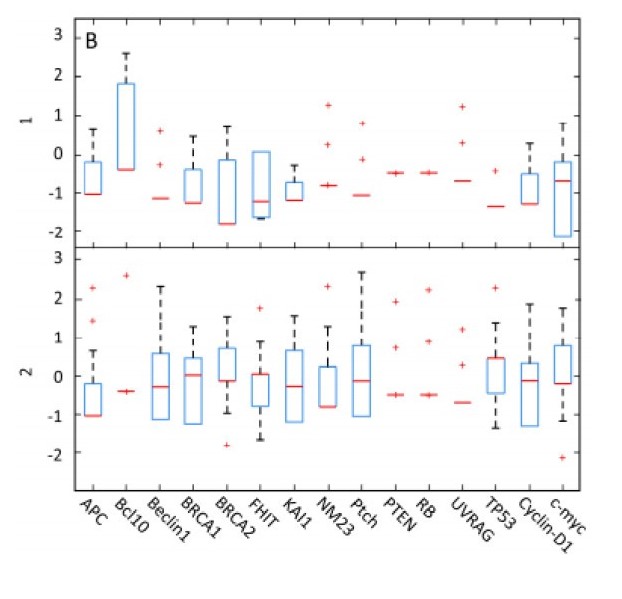 B
3
2
1
0
-1
-2
1
3
2
1
0
-1
-2
2
APC
Bcl10
Beclin1
BRCA1
BRCA2
FHIT
KAI1
NM23
Ptch
PTEN
RB
UVRAG
TP53
Cyclin-D1
c-myc